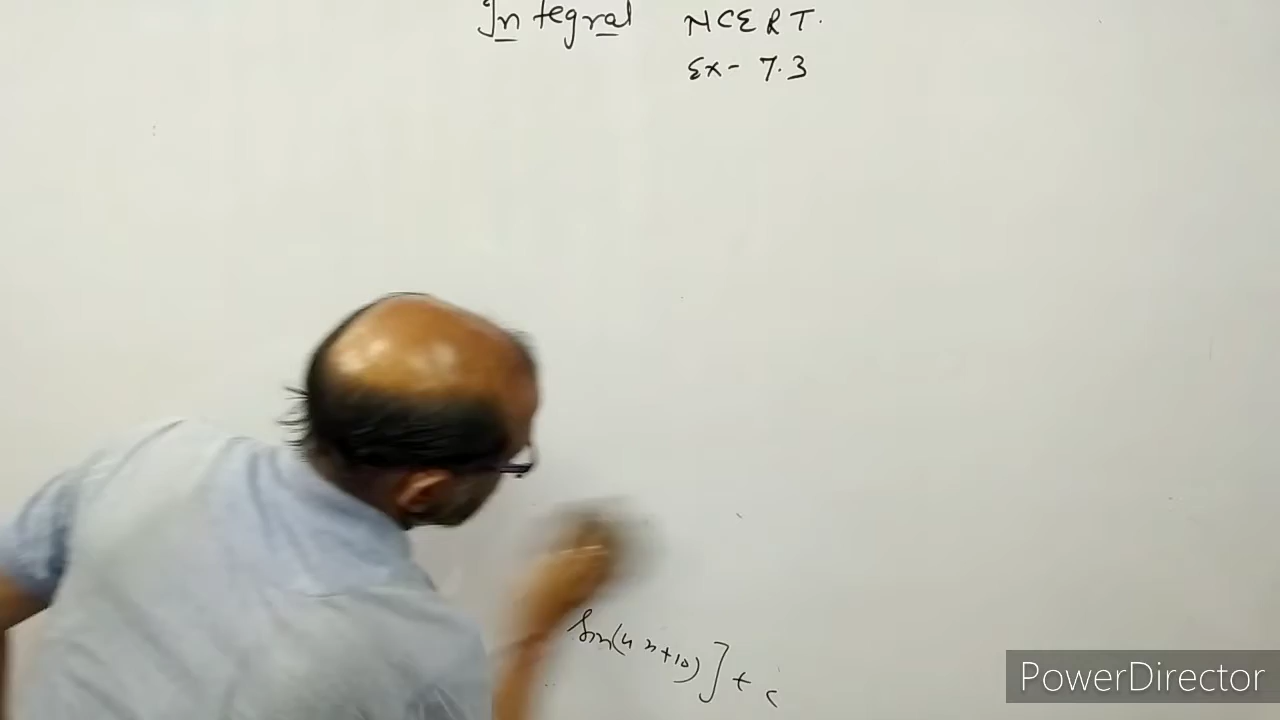 Integral NCERT.
Ex- 7.3
Sin(4x+10)] + c
PowerDirector